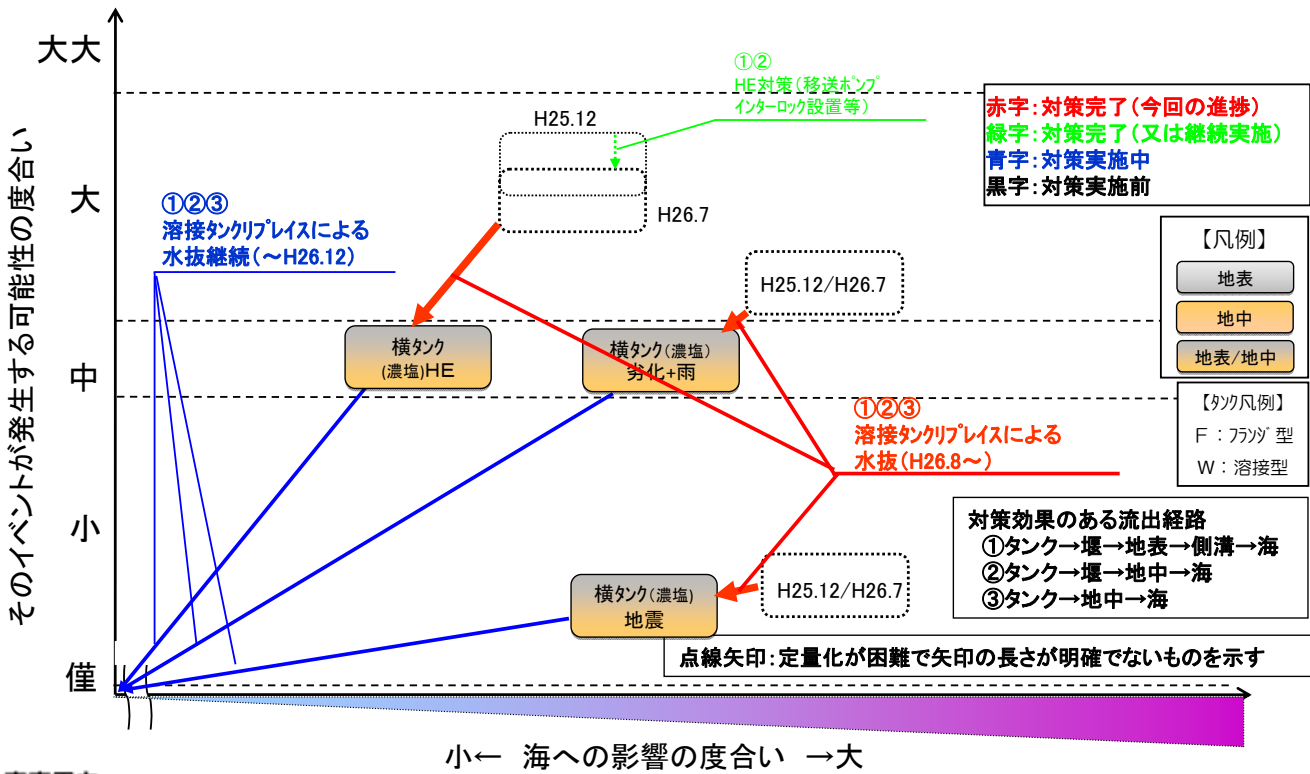 そのイベントが発生する可能性の度合い
大大
大
中
小
僅
①②
HE対策(移送ポンプ
インターロック設置等)
H25.12
H26.7
①②③
溶接タンクリプレイスによる
水抜継続(~H26.12)
H25.12/H26.7
横タンク
(濃塩)HE
横タンク(濃塩)
劣化+雨
①②③
溶接タンクリプレイスによる
水抜(H26.8~)
横タンク(濃塩)
地震
H25.12/H26.7
赤字:対策完了(今回の進捗)
緑字:対策完了(又は継続実施)
青字:対策実施中
黒字:対策実施前
【凡例】
地表
地中
地表/地中
【タンク凡例】
F:フランジ型
W:溶接型
対策効果のある流出経路
①タンク→堰→地表→側溝→海
②タンク→堰→地中→海
③タンク→地中→海
点線矢印:定量化が困難で矢印の長さが明確でないものを示す
小← 海への影響の度合い →大